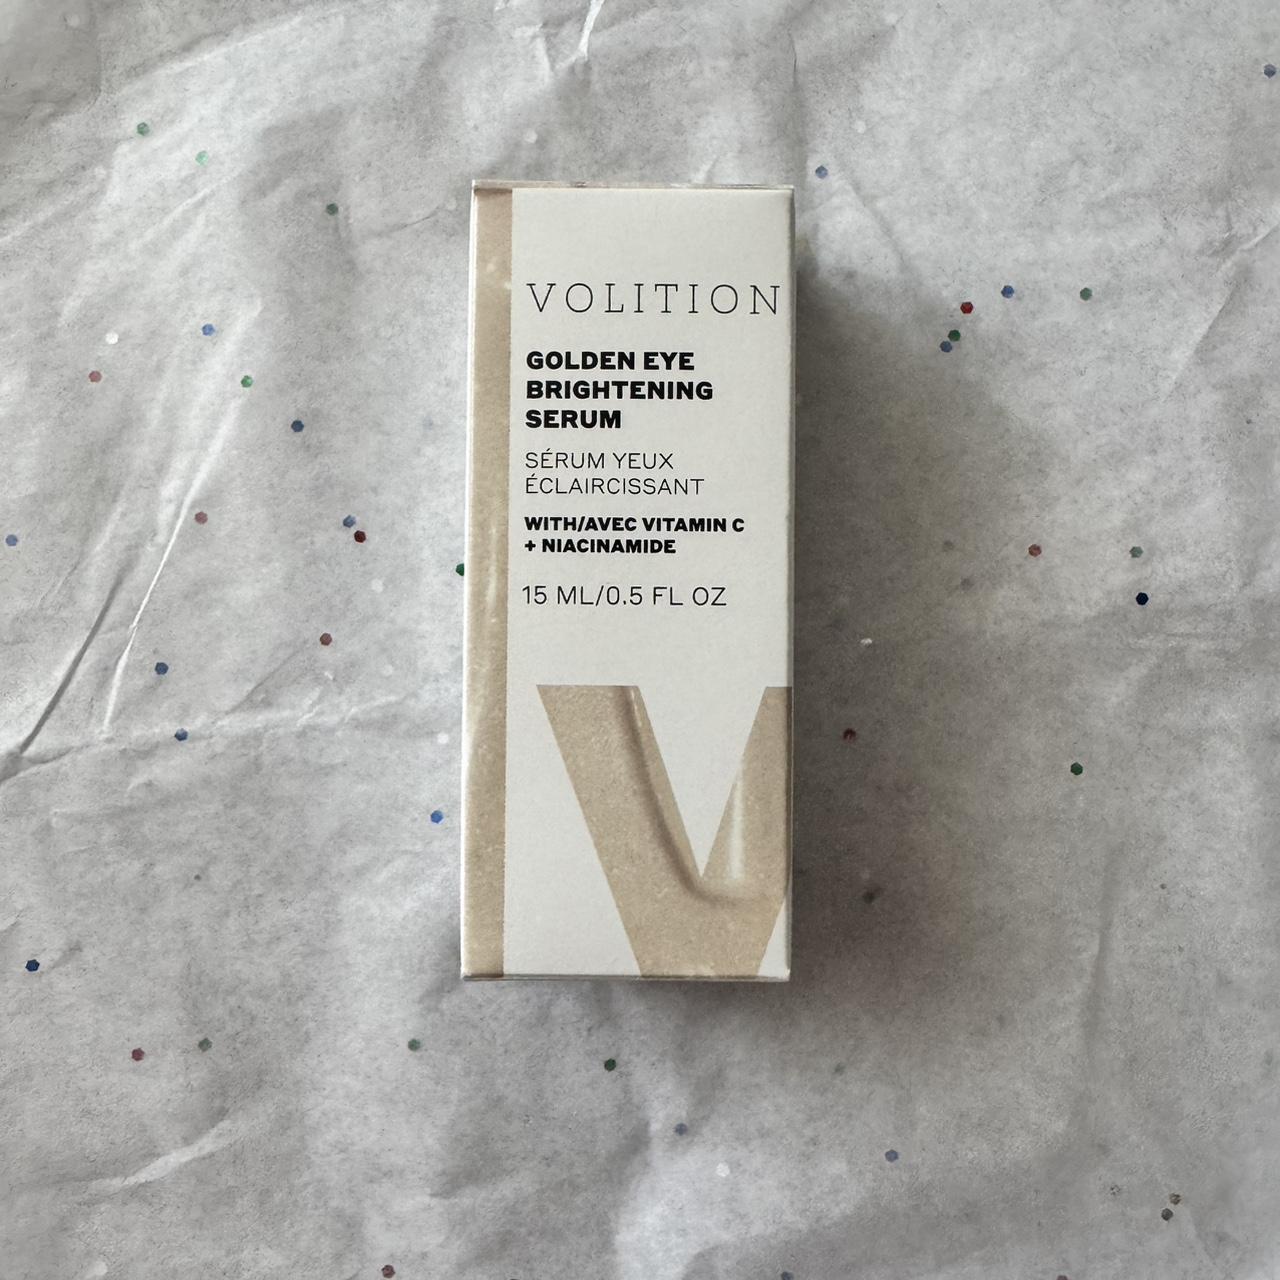 VOLITION
GOLDEN EYE
BRIGHTENING
SERUM
SÉRUM YEUX
ÉCLAIRCISSANT
WITH/AVEC VITAMIN C
+ NIACINAMIDE
15 ML/0.5 FL OZ
V